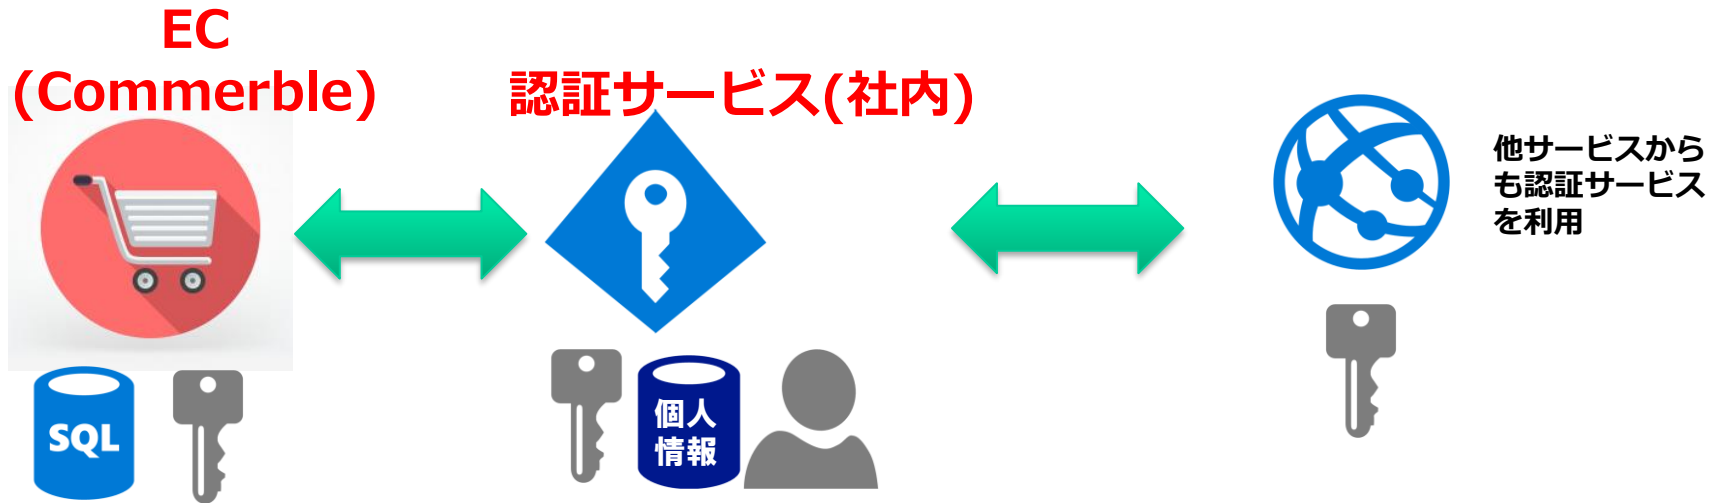 EC
(Commerble)
認証サービス(社内)
他サービスから
も認証サービス
を利用
SQL
個人
情報